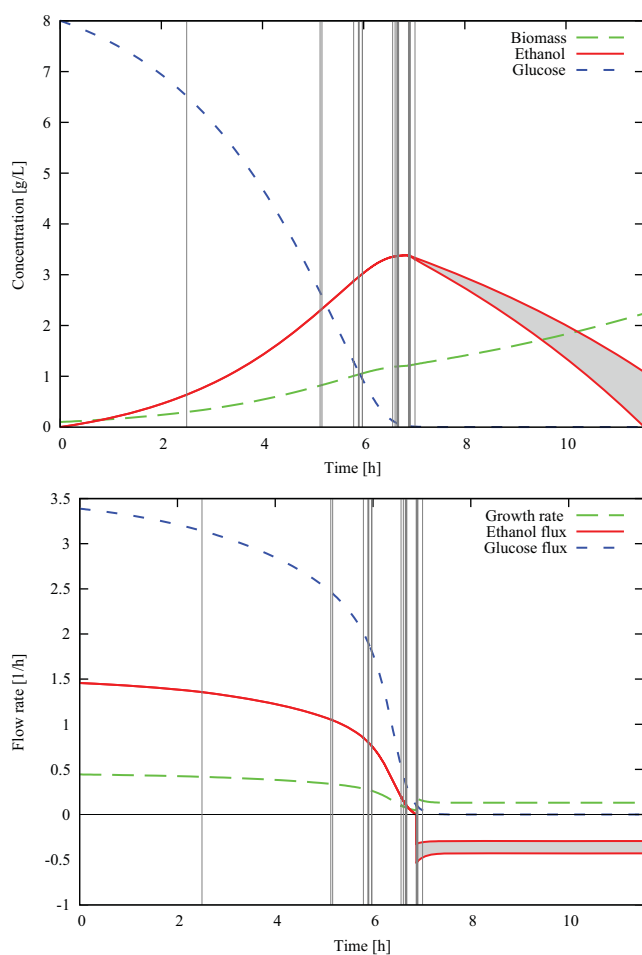 8
7
6
5
4
3
2
1
0
Concentration [g/L]
Biomass
Ethanol
Glucose
0 2 4 6 8 10
Time [h]
3.5
3
2.5
2
1.5
1
0.5
0
-0.5
-1
Flow rate [1/h]
Growth rate
Ethanol flux
Glucose flux
0 2 4 6 8 10
Time [h]